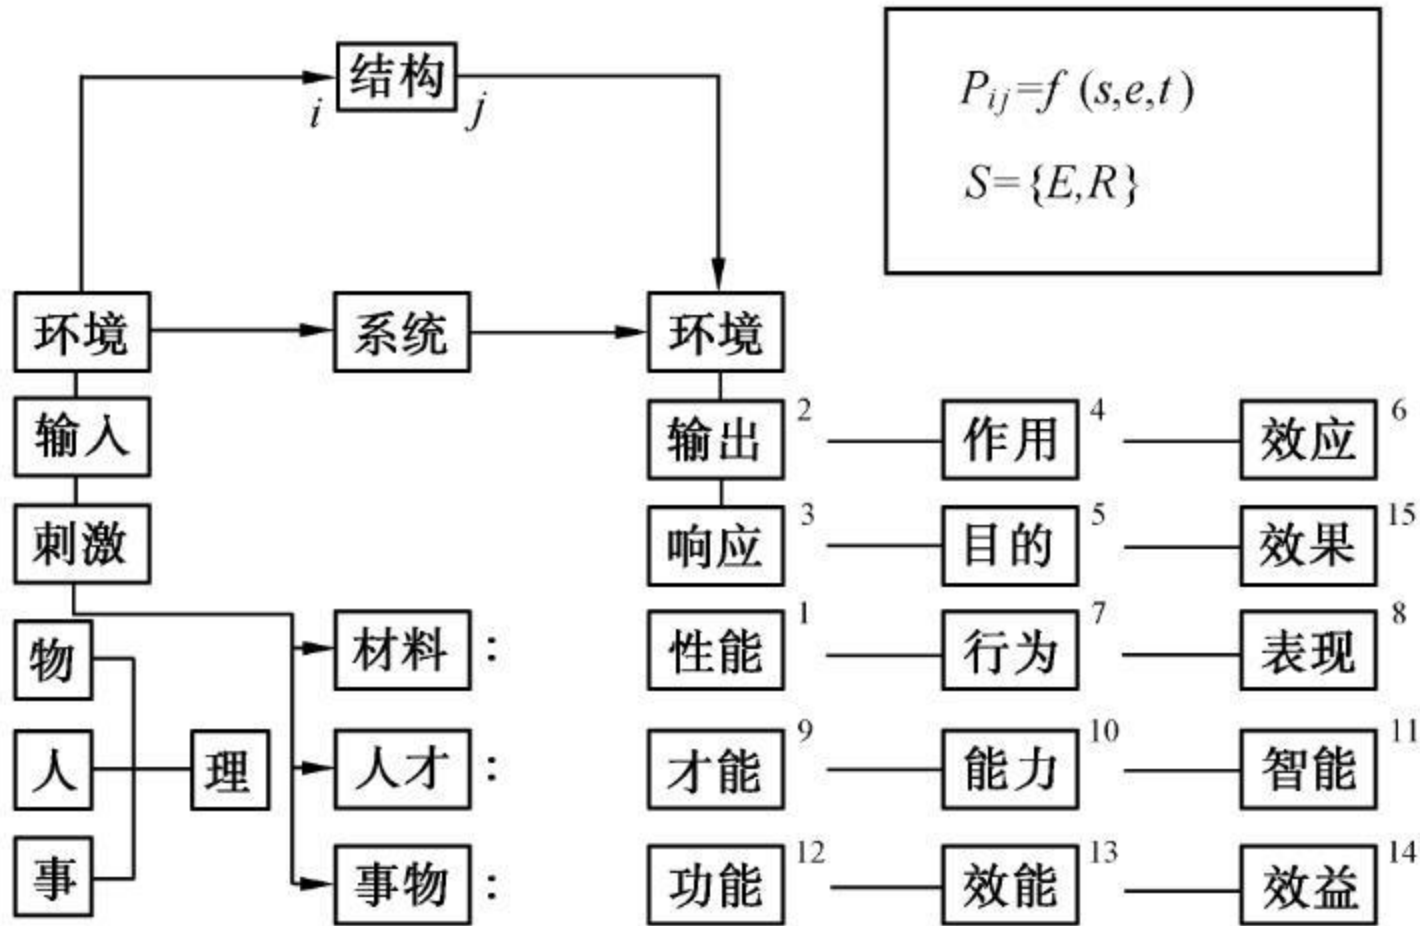 结构
i
j
P_{ij}=f (s,e,t)
S={E,R}
环境
系统
环境
输入
输出 2
作用 4
效应 6
刺激
响应 3
目的 5
效果 15
物
材料：
性能 1
行为 7
表现 8
人
理
人才：
才能 9
能力 10
智能 11
事
事物：
功能 12
效能 13
效益 14